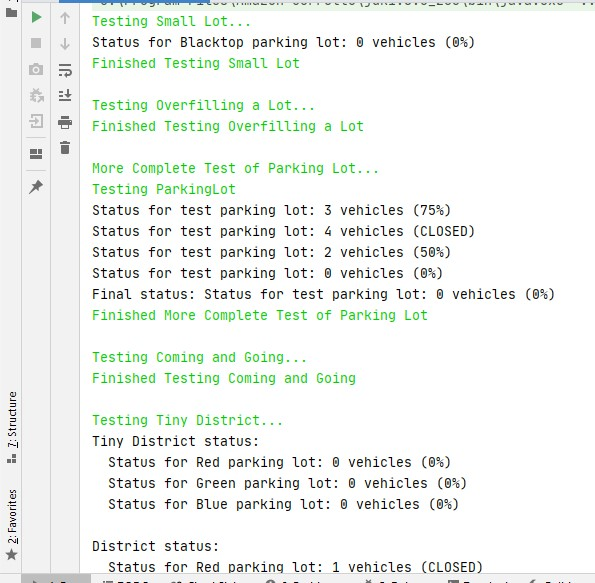 Testing Small Lot...
Status for Blacktop parking lot: 0 vehicles (0%)
Finished Testing Small Lot
Testing Overfilling a Lot...
Finished Testing Overfilling a Lot
More Complete Test of Parking Lot...
Testing ParkingLot
Status for test parking lot: 3 vehicles (75%)
Status for test parking lot: 4 vehicles (CLOSED)
Status for test parking lot: 2 vehicles (50%)
Status for test parking lot: 0 vehicles (0%)
Final status: Status for test parking lot: 0 vehicles (0%)
Finished More Complete Test of Parking Lot
Testing Coming and Going...
Finished Testing Coming and Going
Testing Tiny District...
Tiny District status:
Status for Red parking lot: 0 vehicles (0%)
Status for Green parking lot: 0 vehicles (0%)
Status for Blue parking lot: 0 vehicles (0%)
District status:
Status for Red parking lot: 1 vehicles (CLOSED)
7: Structure
2: Favorites